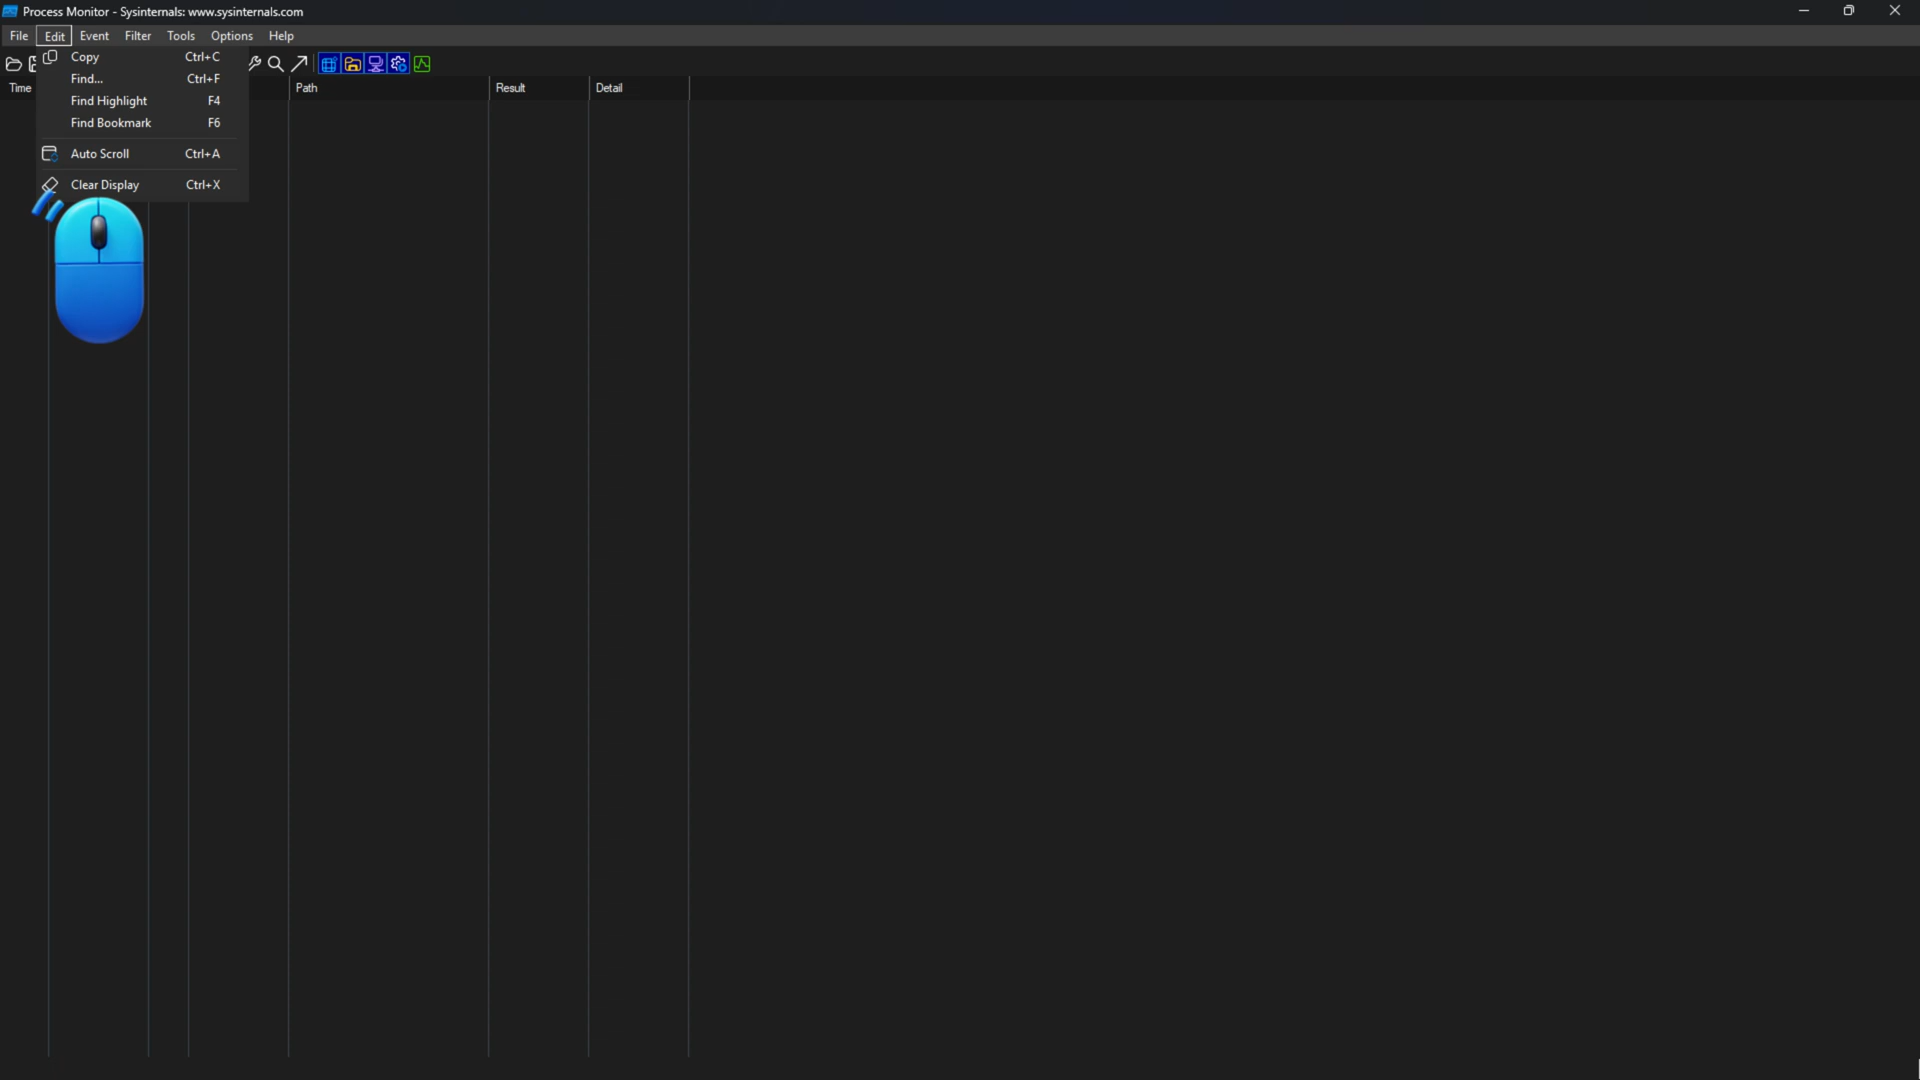 Process Monitor - Sysinternals: www.sysinternals.com
File Edit Event Filter Tools Options Help
Copy Ctrl+C
Find... Ctrl+F
Find Highlight F4
Find Bookmark F6
Auto Scroll Ctrl+A
Clear Display Ctrl+X
Time Path Result Detail